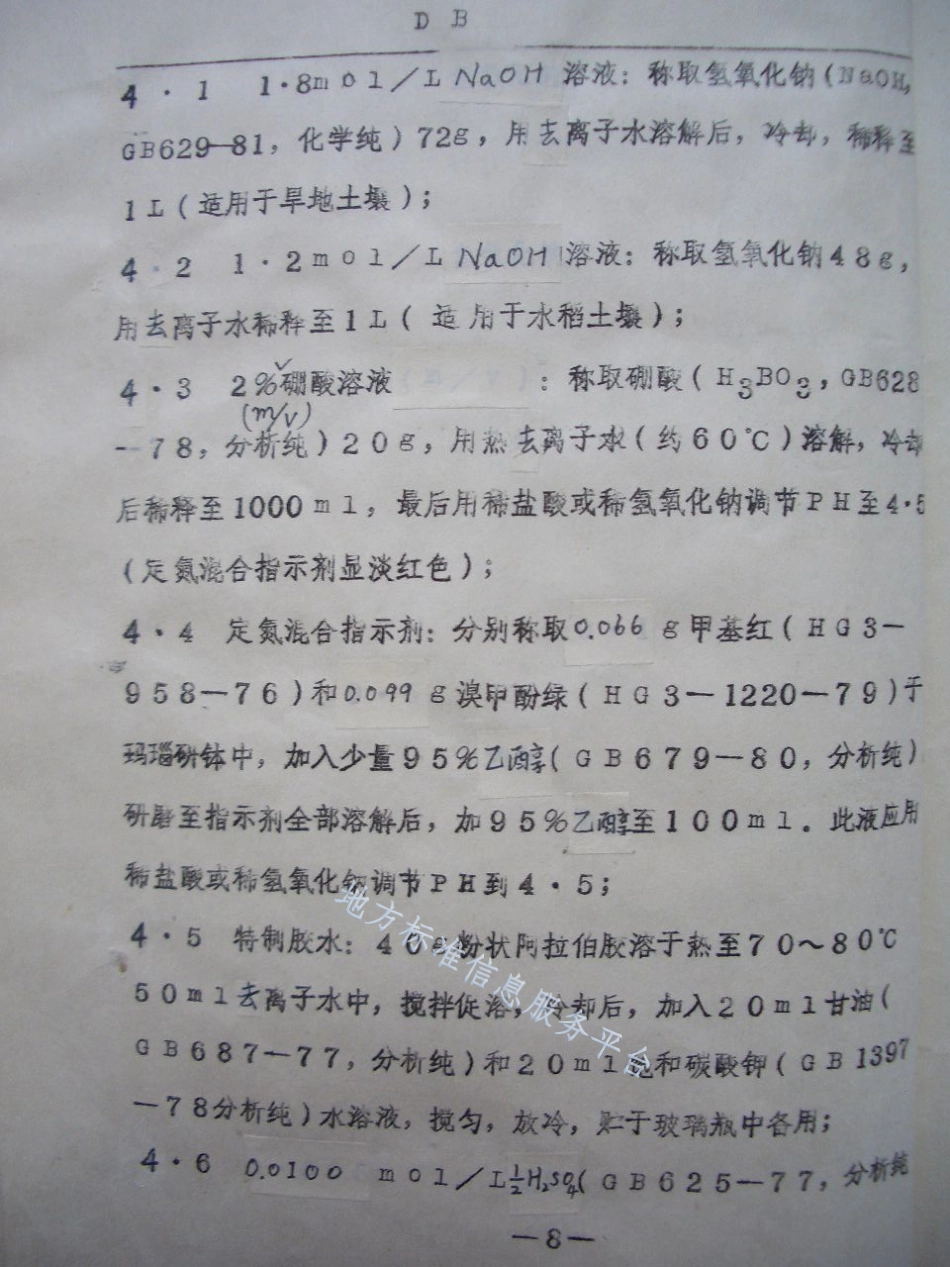 D B
4·1 1·8mol/L NaOH 溶液：称取氢氧化钠（NaOH,
GB629—81，化学纯）72g，用去离子水溶解后，冷却，稀释至
1L（适用于旱地土壤）；
4·2 1·2mol/L NaOH 溶液：称取氢氧化钠48g，
用去离子水稀释至1L（适用于水稻土壤）；
4·3 2%硼酸溶液：称取硼酸（H₃BO₃，GB628
(m/v)
—78，分析纯）20g，用热去离子水（约60℃）溶解，冷却
后稀释至1000ml，最后用稀盐酸或稀氢氧化钠调节PH至4·5
（定氮混合指示剂显淡红色）；
4·4 定氮混合指示剂：分别称取0.066g甲基红（HG3—
958—76）和0.099g溴甲酚绿（HG3—1220—79）于
玛瑙研钵中，加入少量95%乙醇（GB679—80，分析纯）
研磨至指示剂全部溶解后，加95%乙醇至100ml．此液应用
稀盐酸或稀氢氧化钠调节PH到4·5；
4·5 特制胶水：40g粉状阿拉伯胶溶于热至70～80℃
50ml去离子水中，搅拌促溶，冷却后，加入20ml甘油（
GB687—77，分析纯）和20ml饱和碳酸钾（GB1397
—78分析纯）水溶液，搅匀，放冷，贮于玻璃瓶中备用；
4·6 0.0100 mol/L½H₂SO₄（GB625—77，分析纯
—8—
地方标准信息服务平台